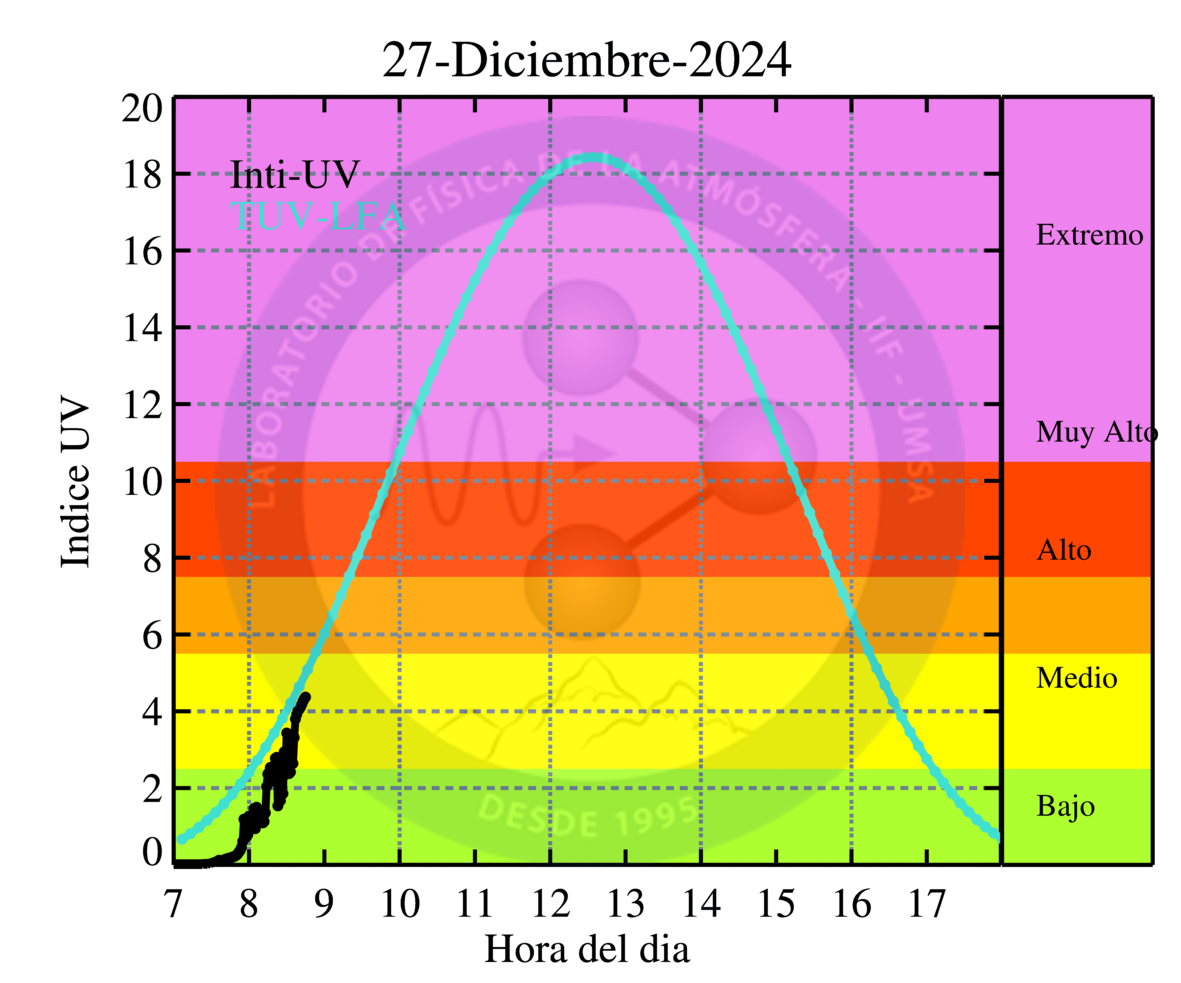 27-Diciembre-2024
20
18
16
14
12
10
8
6
4
2
0
Indice UV
Inti-UV
TUV-LFA
LABORATORIO DE FÍSICA DE LA ATMÓSFERA - IIF - UMSA
DESDE 1995
Extremo
Muy Alto
Alto
Medio
Bajo
7 8 9 10 11 12 13 14 15 16 17
Hora del dia